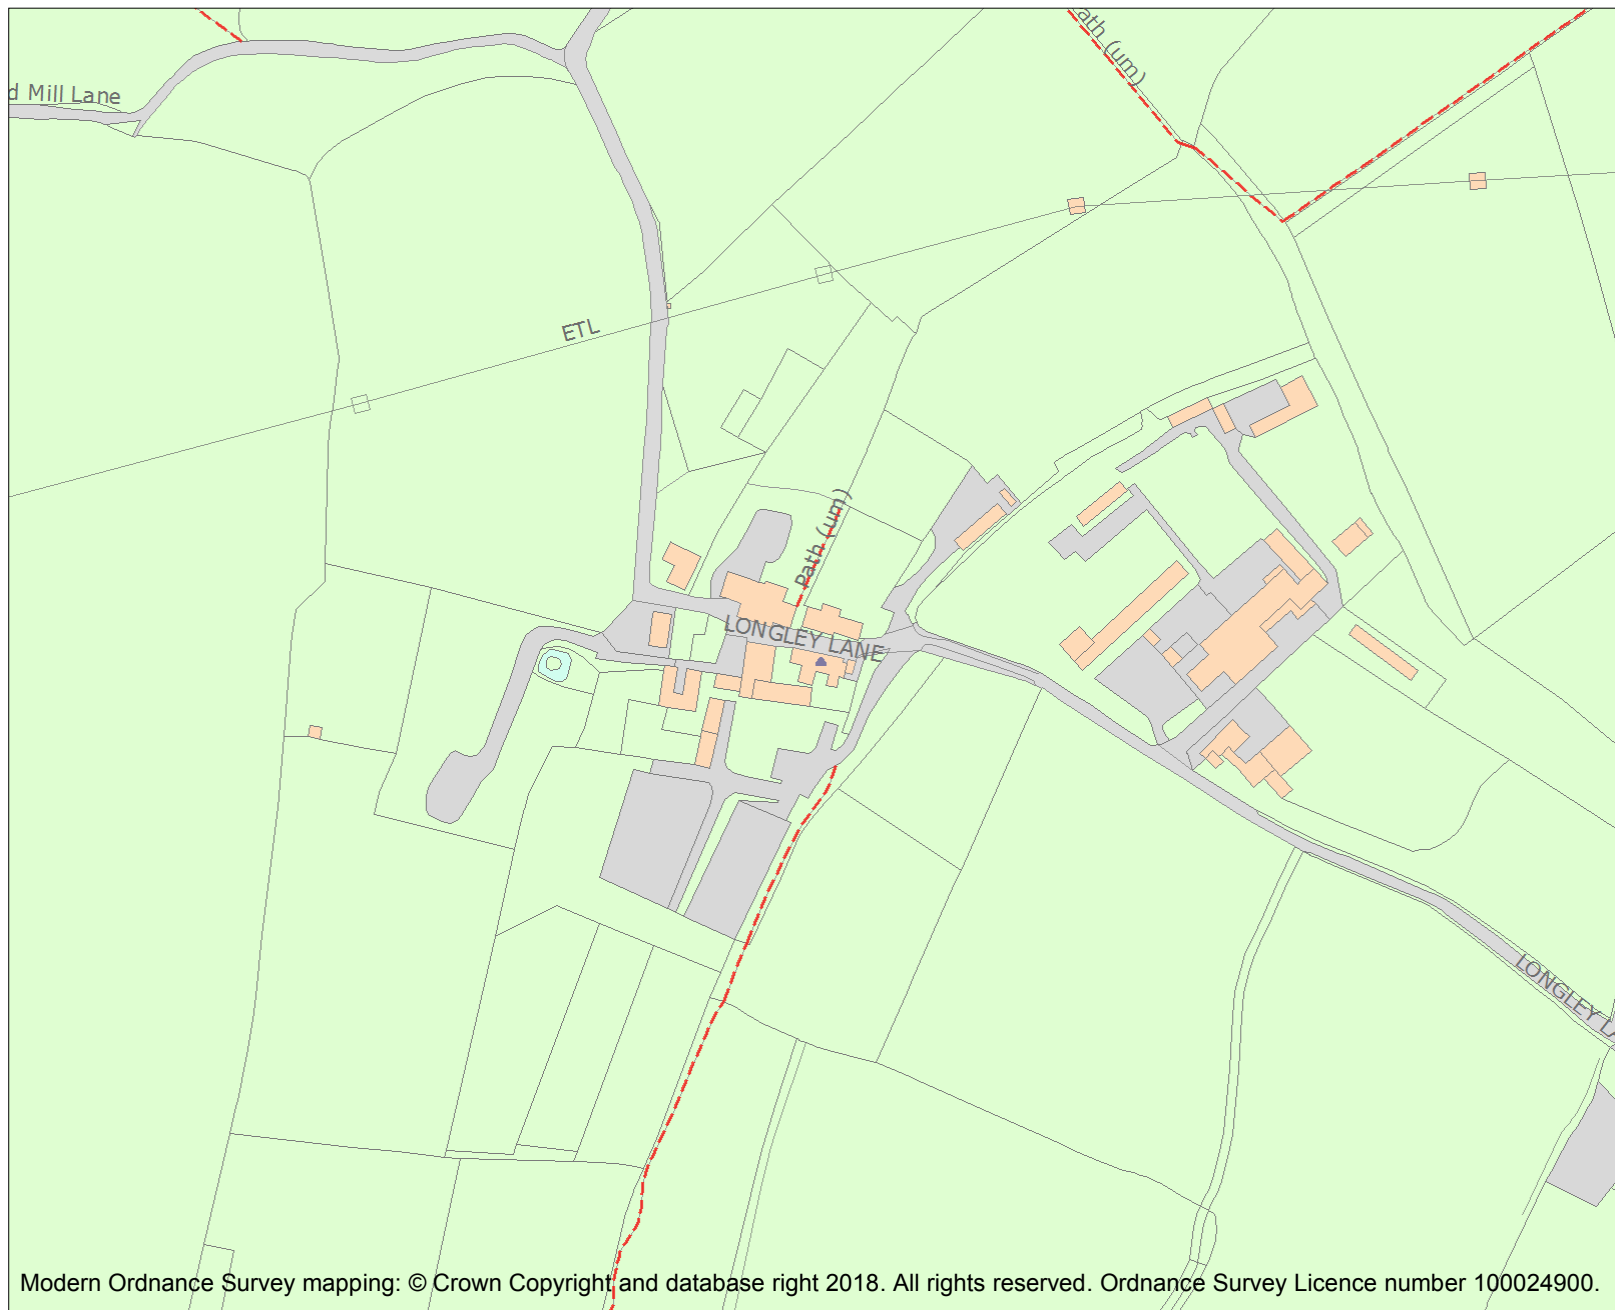 ath (um)
d Mill Lane
ETL
Path (um)
LONGLEY LANE
LONGLEY LA
Modern Ordnance Survey mapping: © Crown Copyright and database right 2018. All rights reserved. Ordnance Survey Licence number 100024900.